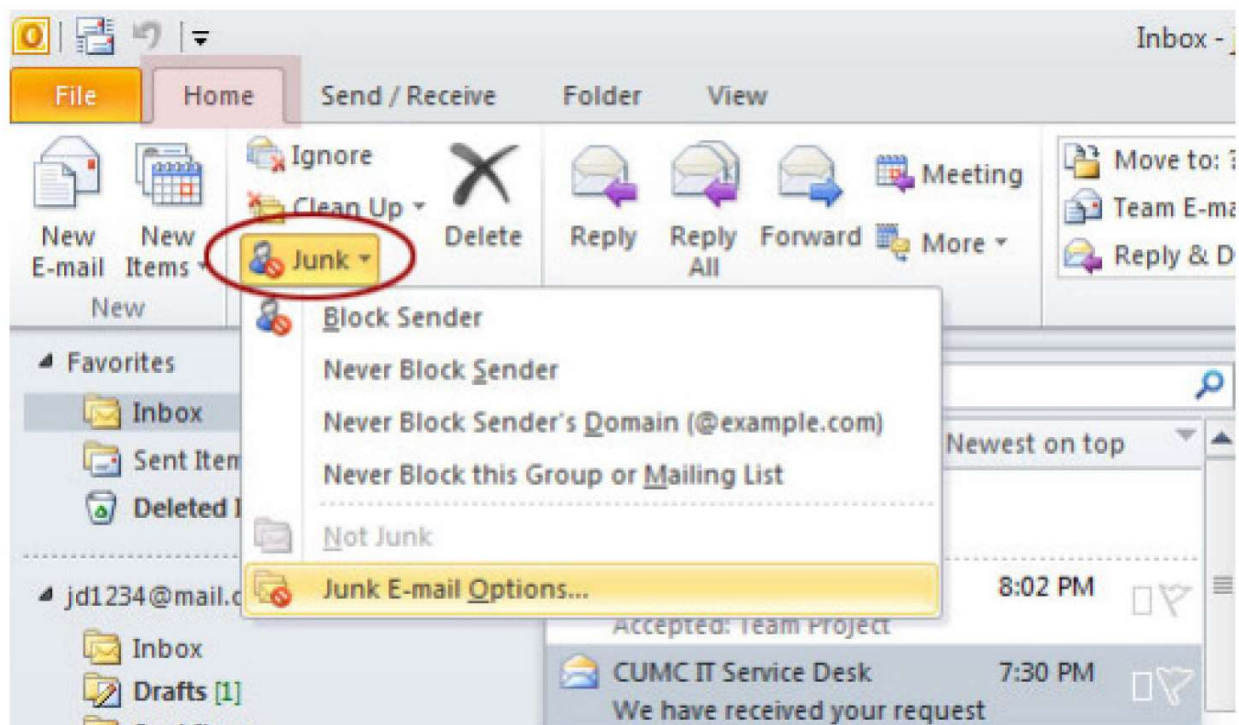 Inbox -
File Home Send / Receive Folder View
Ignore
Clean Up
Junk
New E-mail
New Items
Delete
Reply
Reply All
Forward
Meeting
More
Move to: ?
Team E-ma
Reply & D
New
Block Sender
Never Block Sender
Never Block Sender's Domain (@example.com)
Never Block this Group or Mailing List
Not Junk
Junk E-mail Options...
Favorites
Inbox
Sent Item
Deleted I
jd1234@mail.c
Inbox
Drafts [1]
Newest on top
8:02 PM
Accepted: Team Project
CUMC IT Service Desk 7:30 PM
We have received your request